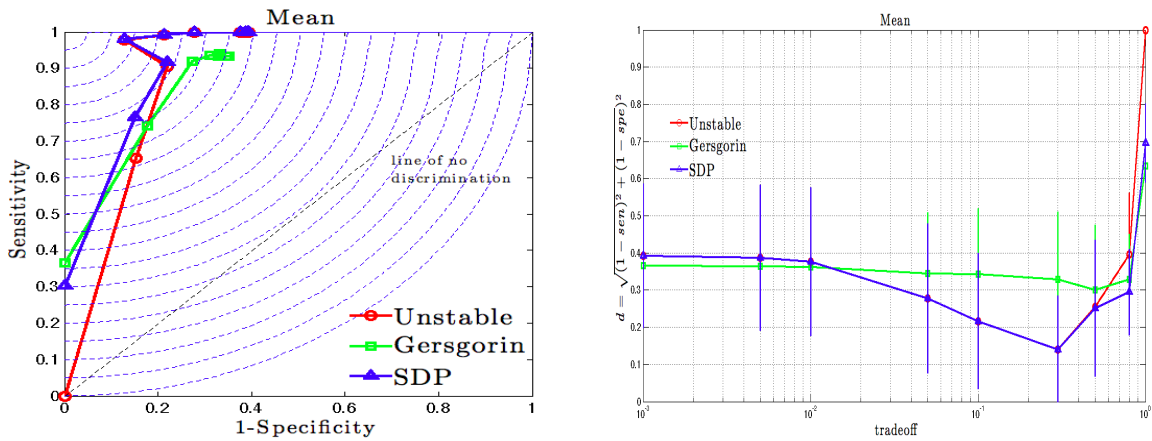 Mean
Sensitivity
1
0.9
0.8
0.7
0.6
0.5
0.4
0.3
0.2
0.1
0
line of no
discrimination
Unstable
Gersgorin
SDP
0
0.2
0.4
0.6
0.8
1
1-Specificity
Mean
d = √(1 − sen)² + (1 − spe)²
1
0.9
0.8
0.7
0.6
0.5
0.4
0.3
0.2
0.1
0
Unstable
Gersgorin
SDP
10⁻³
10⁻²
10⁻¹
10⁰
tradeoff